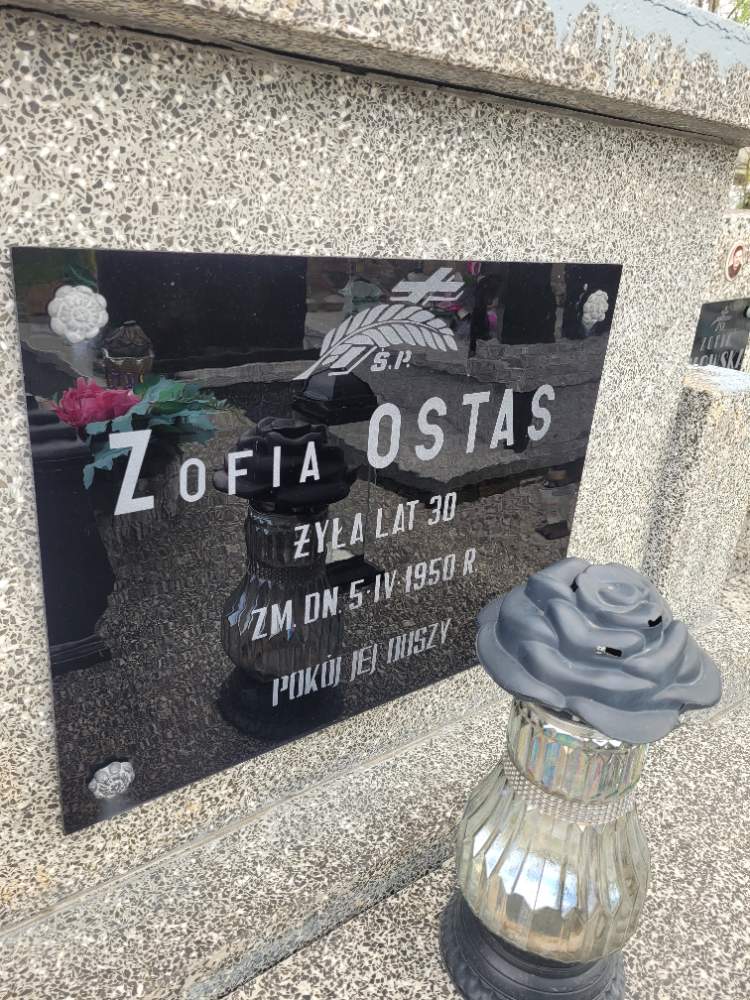 Ś.P.
ZOFIA OSTAS
ŻYŁA LAT 30
ZM. DN. 5-IV-1950 R.
POKÓJ JEJ DUSZY